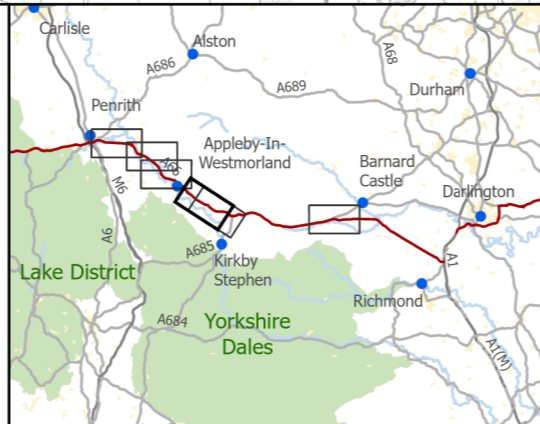 Carlisle
Alston
A68
A686
A689
Durham
Penrith
Appleby-In-
Westmorland
A66
Barnard
Castle
Darlington
M6
A6
A685
Lake District
Kirkby
Stephen
A1
Richmond
A684
Yorkshire
Dales
A1(M)